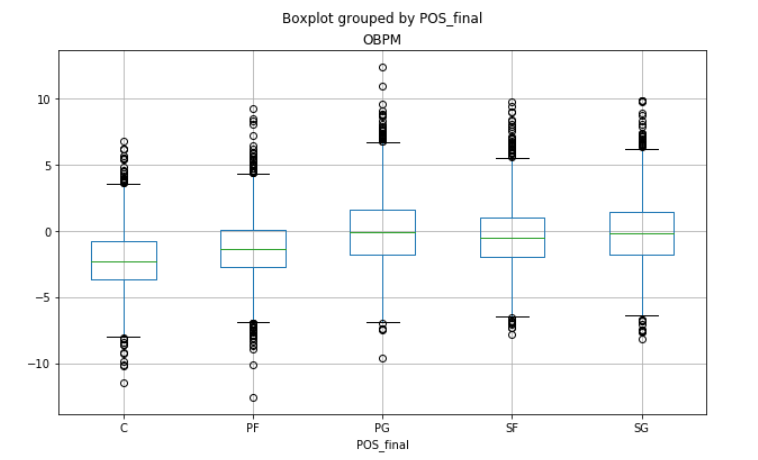 Boxplot grouped by POS_final
OBPM
10
5
0
−5
−10
C PF PG SF SG
POS_final